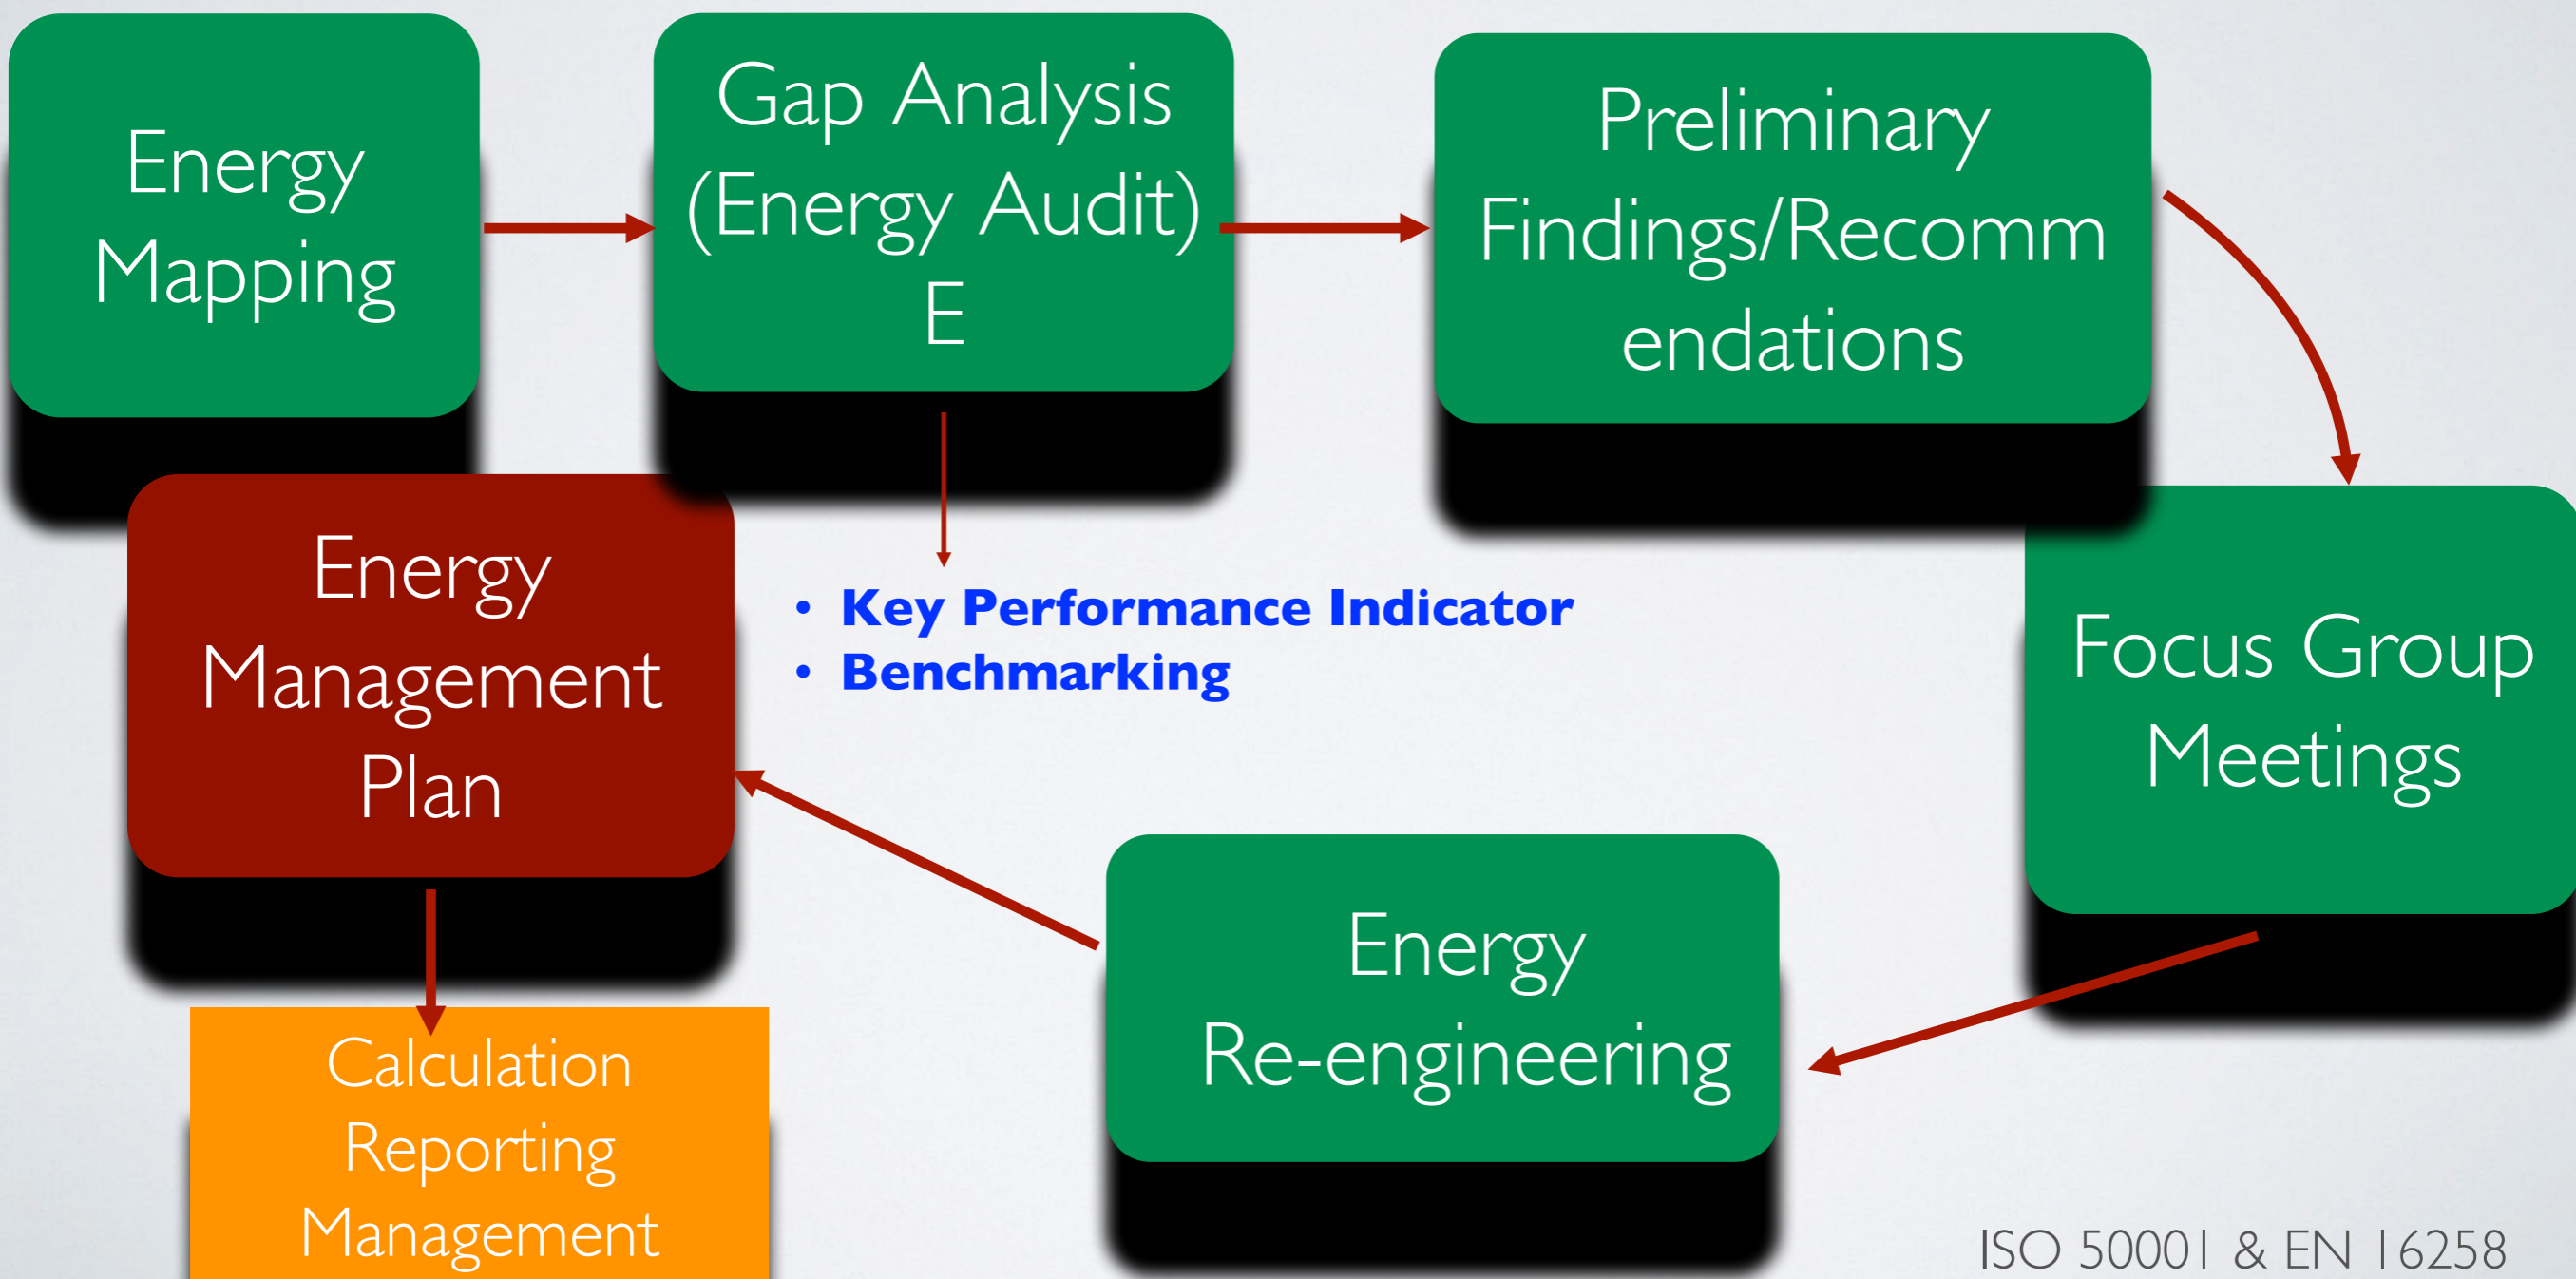 Energy
Mapping
Gap Analysis
(Energy Audit)
E
Preliminary
Findings/Recomm
endations
Focus Group
Meetings
Energy
Re-engineering
Energy
Management
Plan
• Key Performance Indicator
• Benchmarking
Calculation
Reporting
Management
ISO 50001 & EN 16258